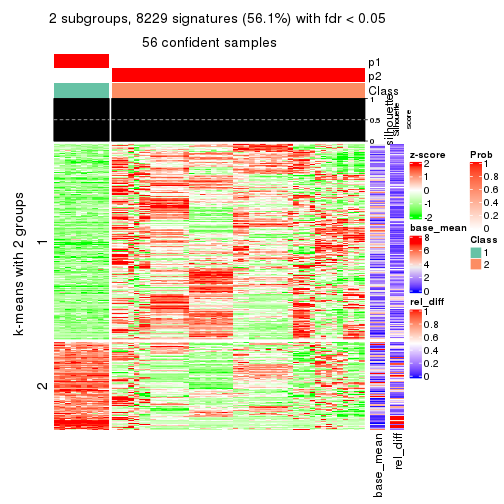 2 subgroups, 8229 signatures (56.1%) with fdr < 0.05
56 confident samples
p1
p2
Class
1
0.5
0
silhouette
Silhouette
score
k-means with 2 groups
1
2
base_mean
rel_diff
z-score
2
1
0
-1
-2
base_mean
8
6
4
2
0
rel_diff
1
0.8
0.6
0.4
0.2
0
Prob
1
0.8
0.6
0.4
0.2
0
Class
1
2